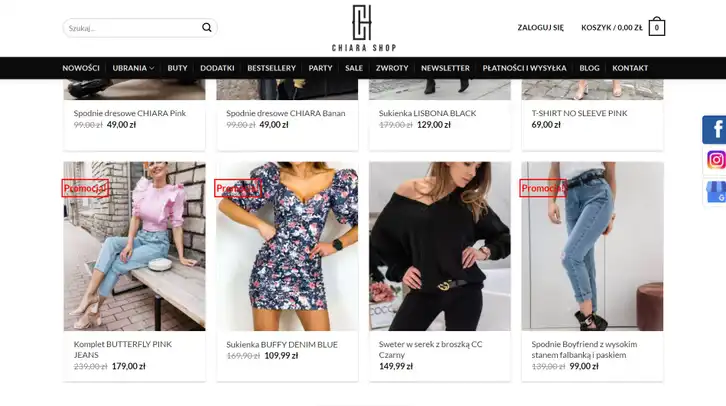 Szukaj...
CHIARA SHOP
ZALOGUJ SIĘ
KOSZYK / 0,00 ZŁ
0
NOWOŚCI
UBRANIA
BUTY
DODATKI
BESTSELLERY
PARTY
SALE
ZWROTY
NEWSLETTER
PŁATNOŚCI I WYSYŁKA
BLOG
KONTAKT
Spodnie dresowe CHIARA Pink
99,00 zł 49,00 zł
Spodnie dresowe CHIARA Banan
99,00 zł 49,00 zł
Sukienka LISBONA BLACK
179,00 zł 129,00 zł
T-SHIRT NO SLEEVE PINK
69,00 zł
Promocja!
Komplet BUTTERFLY PINK
JEANS
239,00 zł 179,00 zł
Promocja!
Sukienka BUFFY DENIM BLUE
169,90 zł 109,99 zł
Sweter w serek z broszką CC
Czarny
149,99 zł
Promocja!
Spodnie Boyfriend z wysokim
stanem falbanką i paskiem
139,00 zł 99,00 zł